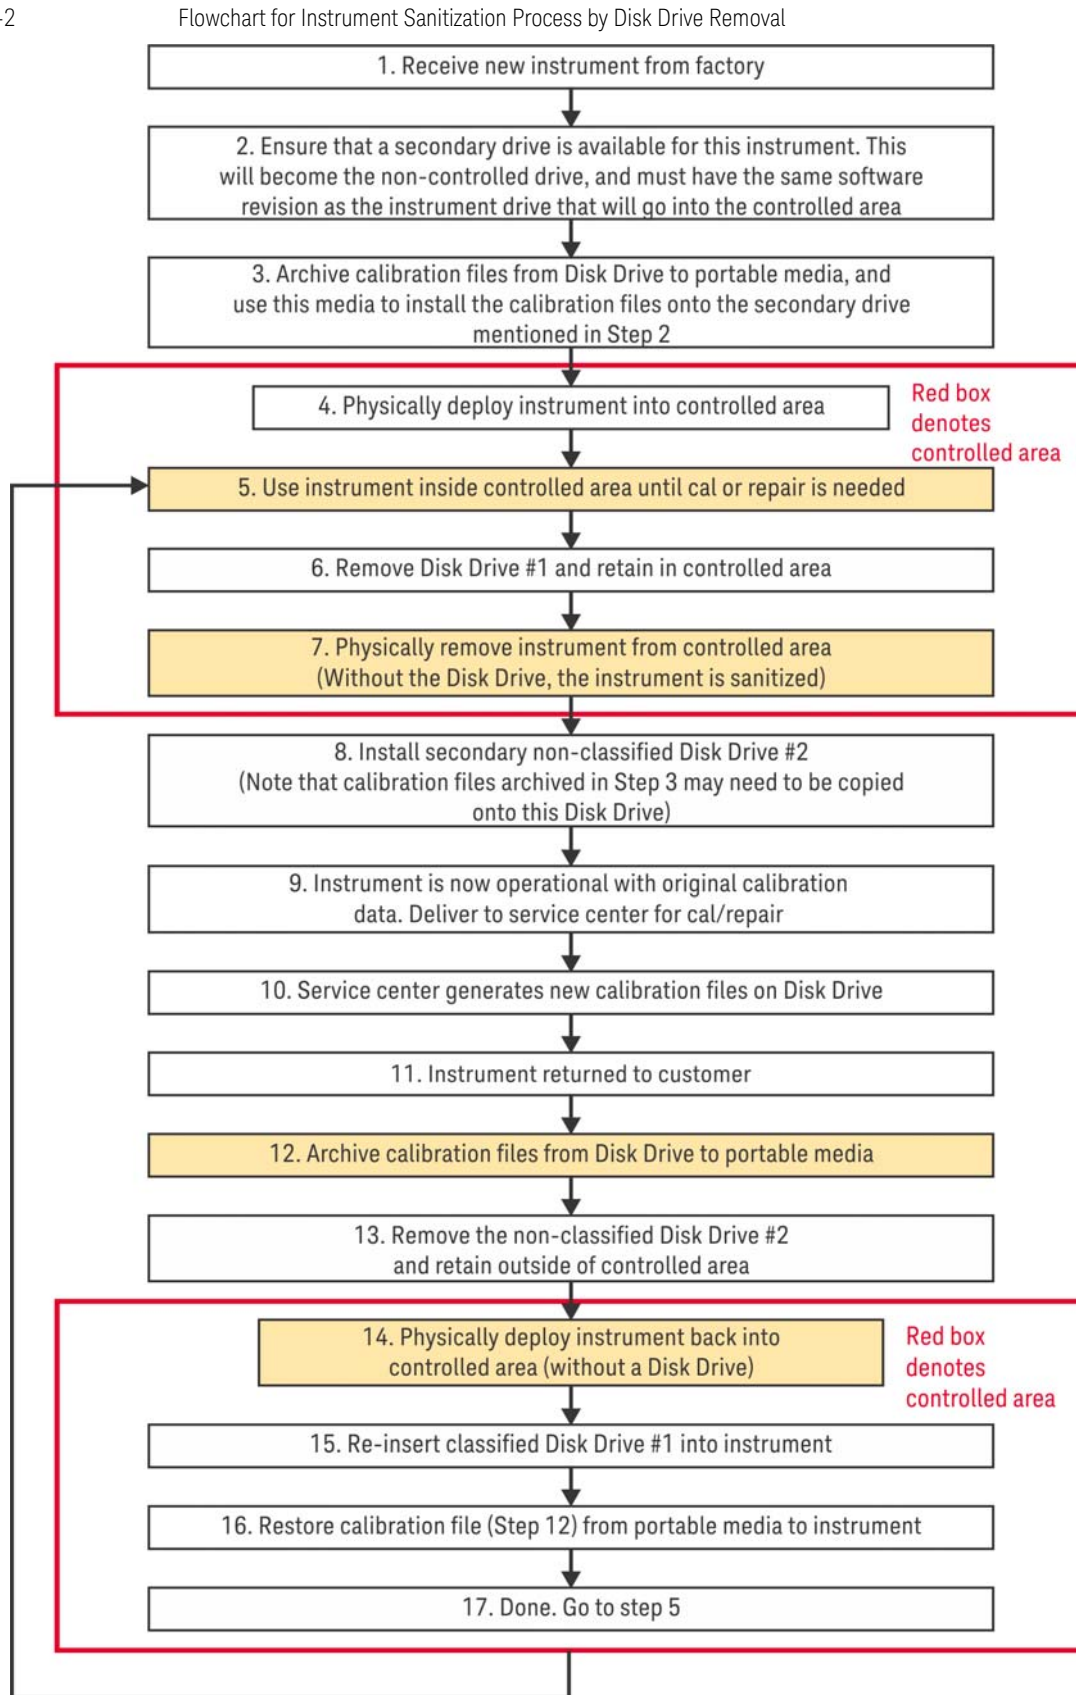 -2
Flowchart for Instrument Sanitization Process by Disk Drive Removal
1. Receive new instrument from factory
2. Ensure that a secondary drive is available for this instrument. This
will become the non-controlled drive, and must have the same software
revision as the instrument drive that will go into the controlled area
3. Archive calibration files from Disk Drive to portable media, and
use this media to install the calibration files onto the secondary drive
mentioned in Step 2
4. Physically deploy instrument into controlled area
Red box
denotes
controlled area
5. Use instrument inside controlled area until cal or repair is needed
6. Remove Disk Drive #1 and retain in controlled area
7. Physically remove instrument from controlled area
(Without the Disk Drive, the instrument is sanitized)
8. Install secondary non-classified Disk Drive #2
(Note that calibration files archived in Step 3 may need to be copied
onto this Disk Drive)
9. Instrument is now operational with original calibration
data. Deliver to service center for cal/repair
10. Service center generates new calibration files on Disk Drive
11. Instrument returned to customer
12. Archive calibration files from Disk Drive to portable media
13. Remove the non-classified Disk Drive #2
and retain outside of controlled area
14. Physically deploy instrument back into
controlled area (without a Disk Drive)
Red box
denotes
controlled area
15. Re-insert classified Disk Drive #1 into instrument
16. Restore calibration file (Step 12) from portable media to instrument
17. Done. Go to step 5